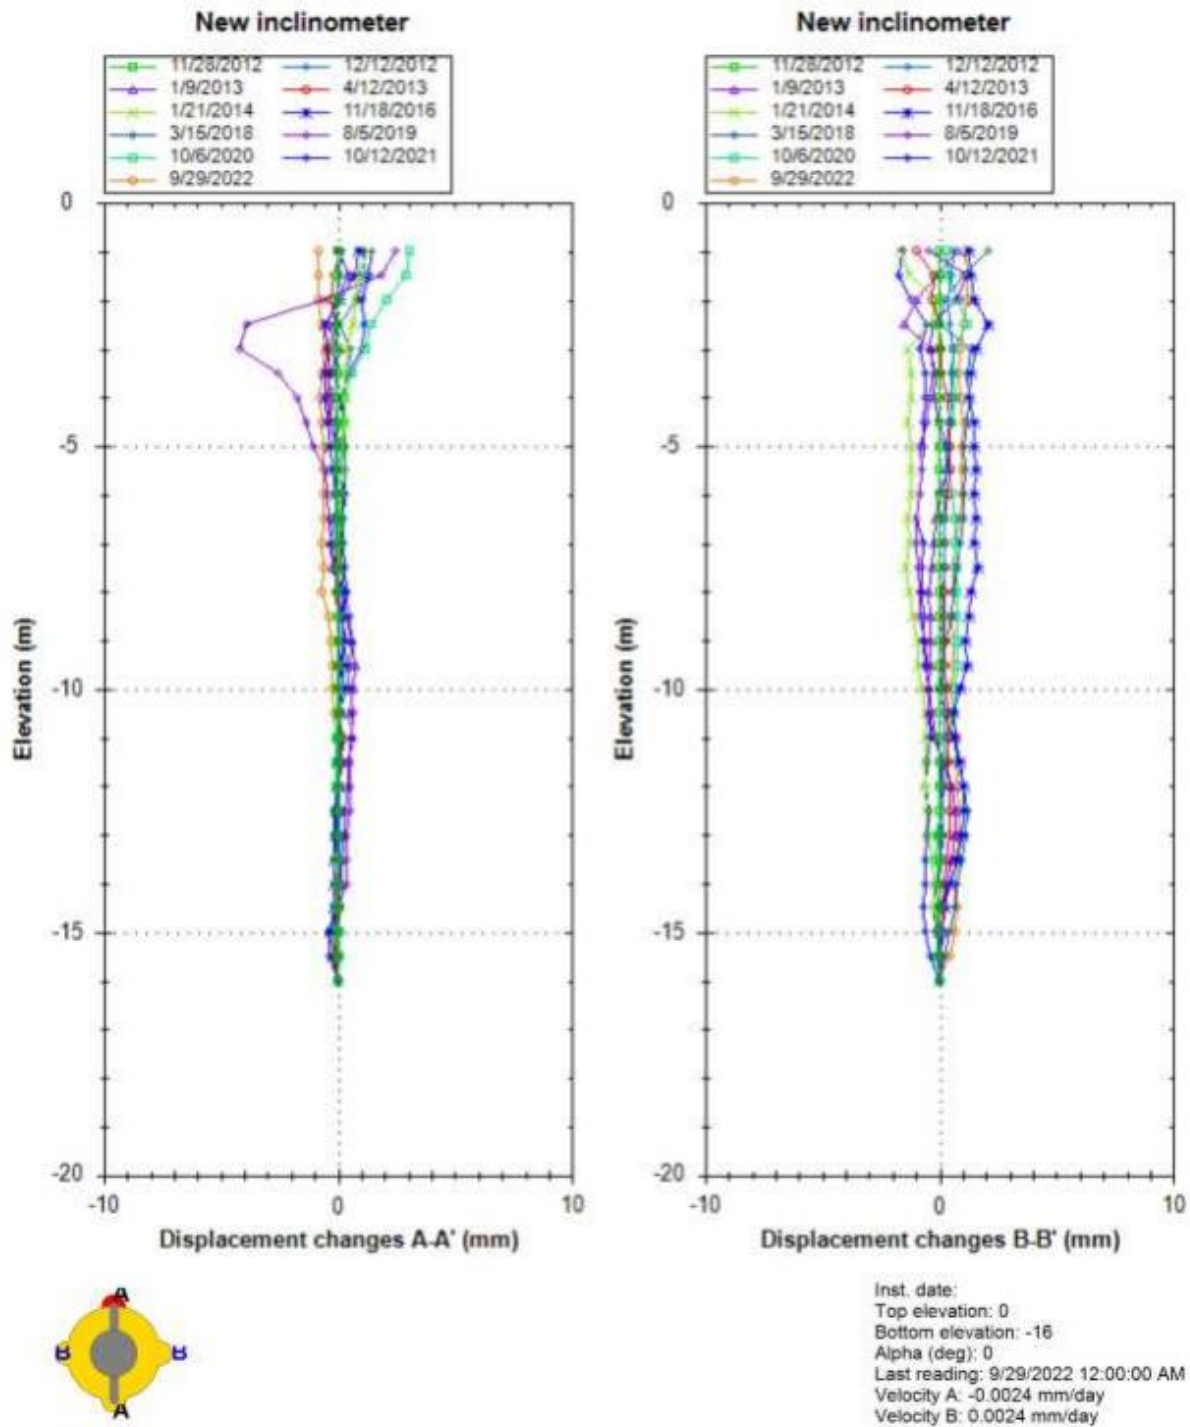 New inclinometer
11/28/2012 12/12/2012
1/9/2013 4/12/2013
1/21/2014 11/18/2016
3/15/2018 8/5/2019
10/6/2020 10/12/2021
9/29/2022
0
-5
-10
-15
-20
-10 0 10
Elevation (m)
Displacement changes A-A' (mm)
New inclinometer
11/28/2012 12/12/2012
1/9/2013 4/12/2013
1/21/2014 11/18/2016
3/15/2018 8/5/2019
10/6/2020 10/12/2021
9/29/2022
0
-5
-10
-15
-20
-10 0 10
Elevation (m)
Displacement changes B-B' (mm)
A
B B
A
Inst. date:
Top elevation: 0
Bottom elevation: -16
Alpha (deg): 0
Last reading: 9/29/2022 12:00:00 AM
Velocity A: -0.0024 mm/day
Velocity B: 0.0024 mm/day